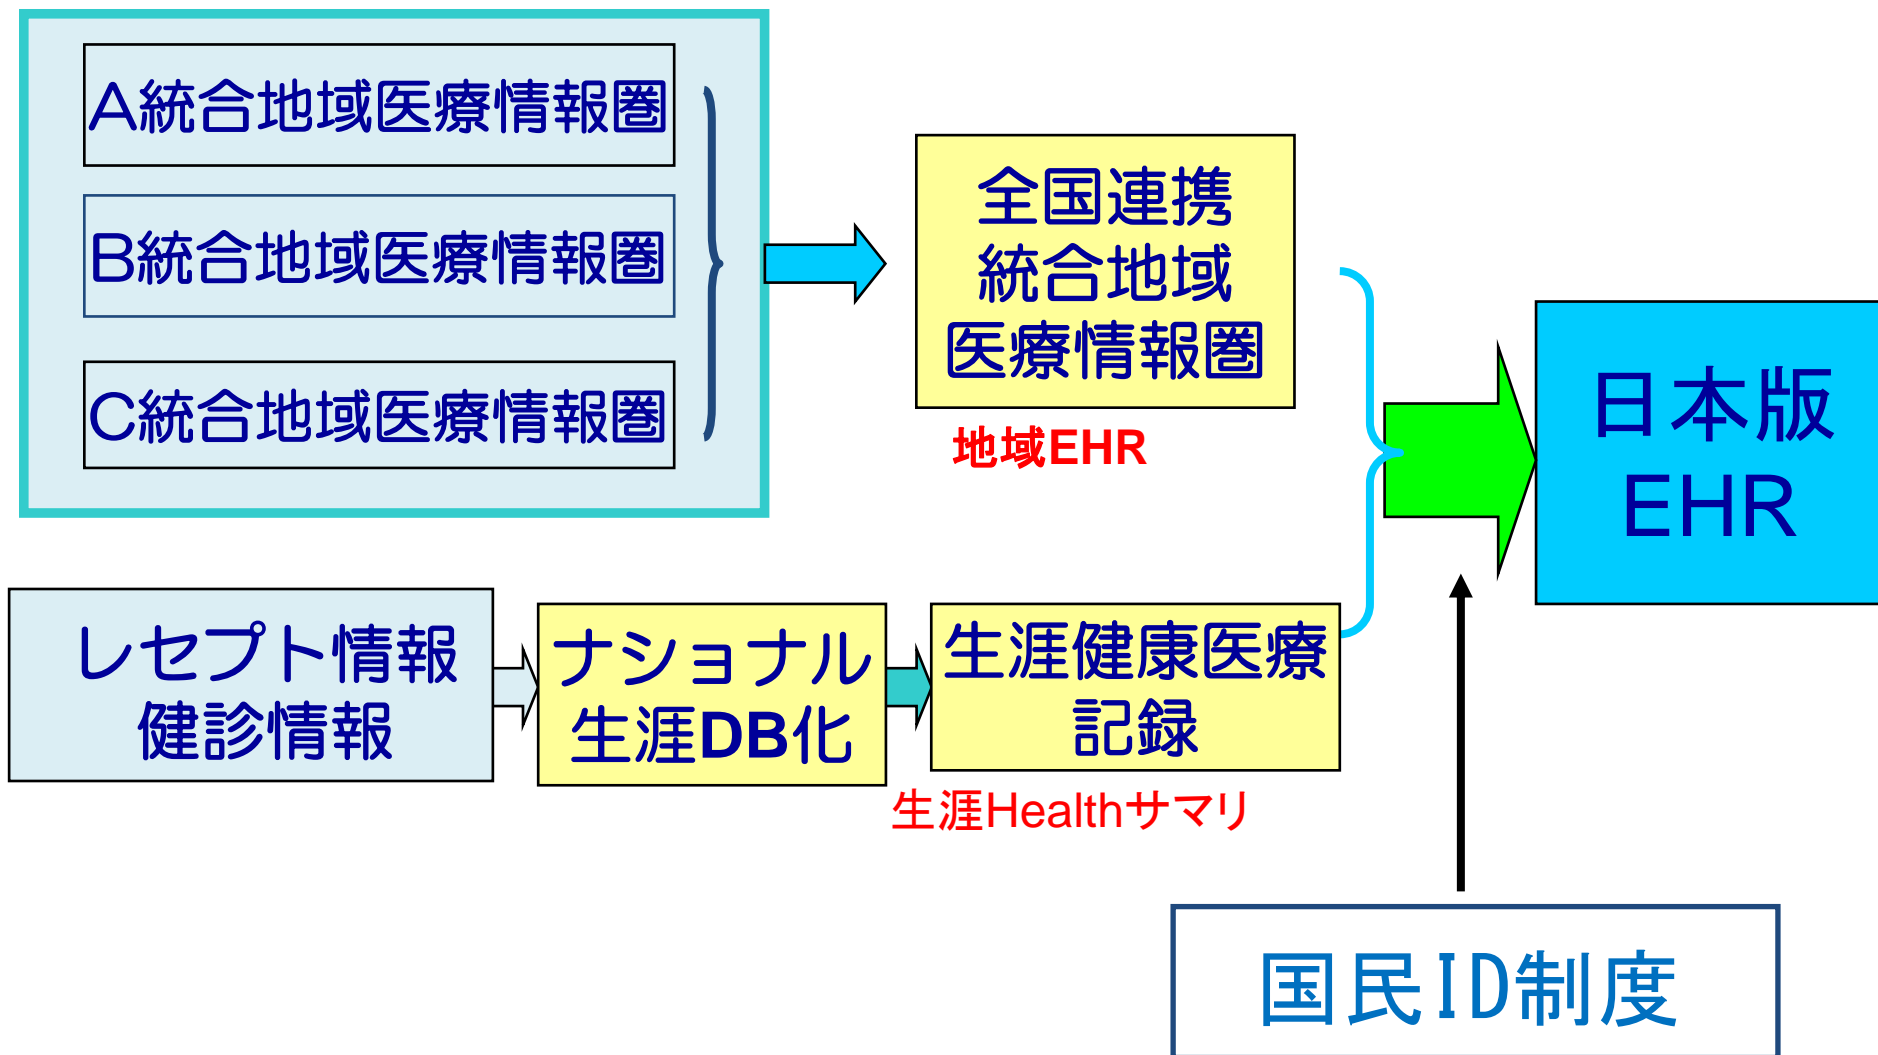 A統合地域医療情報圏
B統合地域医療情報圏
C統合地域医療情報圏
全国連携
統合地域
医療情報圏
地域EHR
日本版
EHR
レセプト情報
健診情報
ナショナル
生涯DB化
生涯健康医療
記録
生涯Healthサマリ
国民ID制度